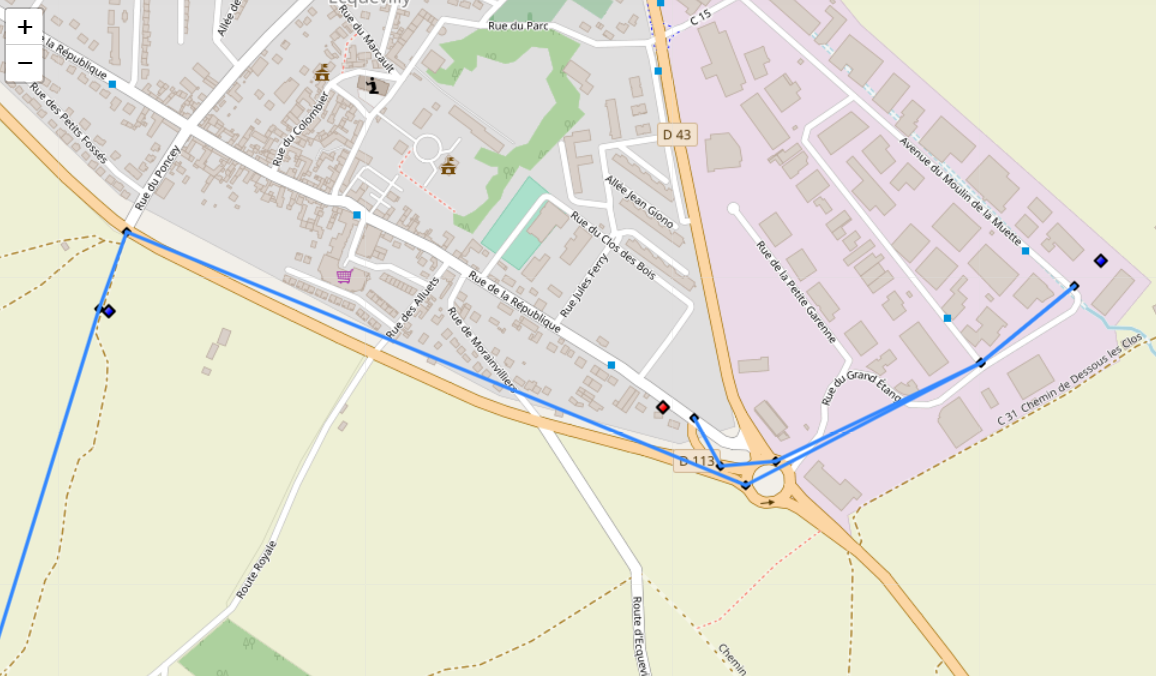 +
−
Ecquevilly
Allée de
Rue du Marcault
Rue du Parc
C 15
la République
Rue des Petits Fossés
Rue du Colombier
D 43
Rue du Poncey
Avenue du Moulin de la Muette
Allée Jean Giono
Rue du Clos des Bois
Rue Jules Ferry
Rue de la Petite Garenne
Rue de la République
Rue des Alluets
Rue de Morainvilliers
Rue du Grand Étang
C 31 Chemin de Dessous les Clos
D 113
Route Royale
Route d'Ecquevi
Chemin